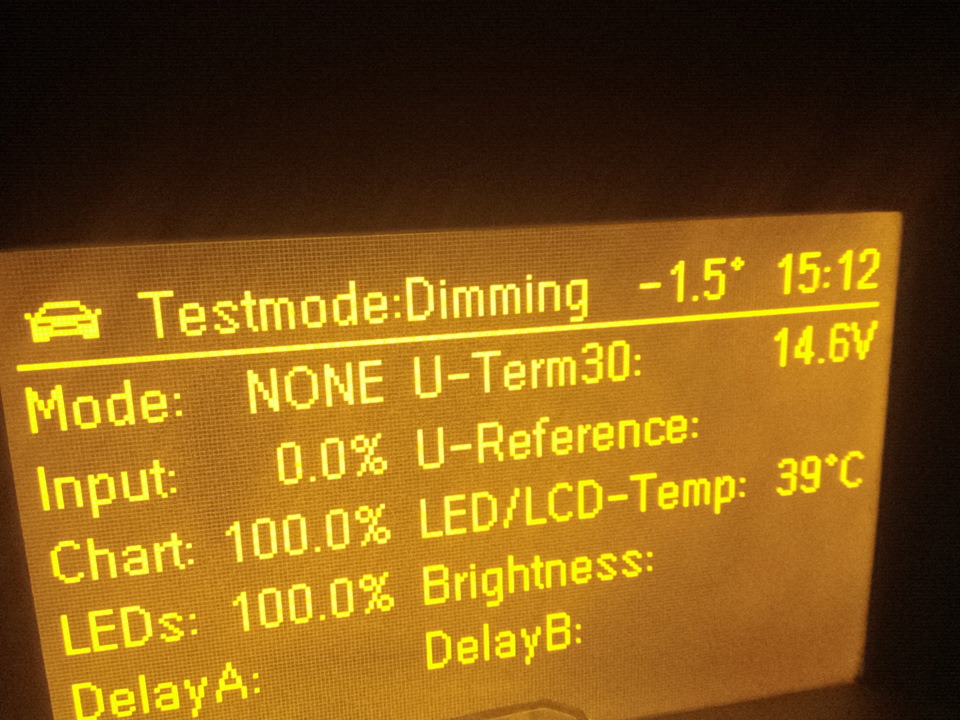 Testmode:Dimming -1.5° 15:12
Mode: NONE U-Term30: 14.6V
Input: 0.0% U-Reference:
Chart: 100.0% LED/LCD-Temp: 39°C
LEDs: 100.0% Brightness:
DelayA: DelayB: